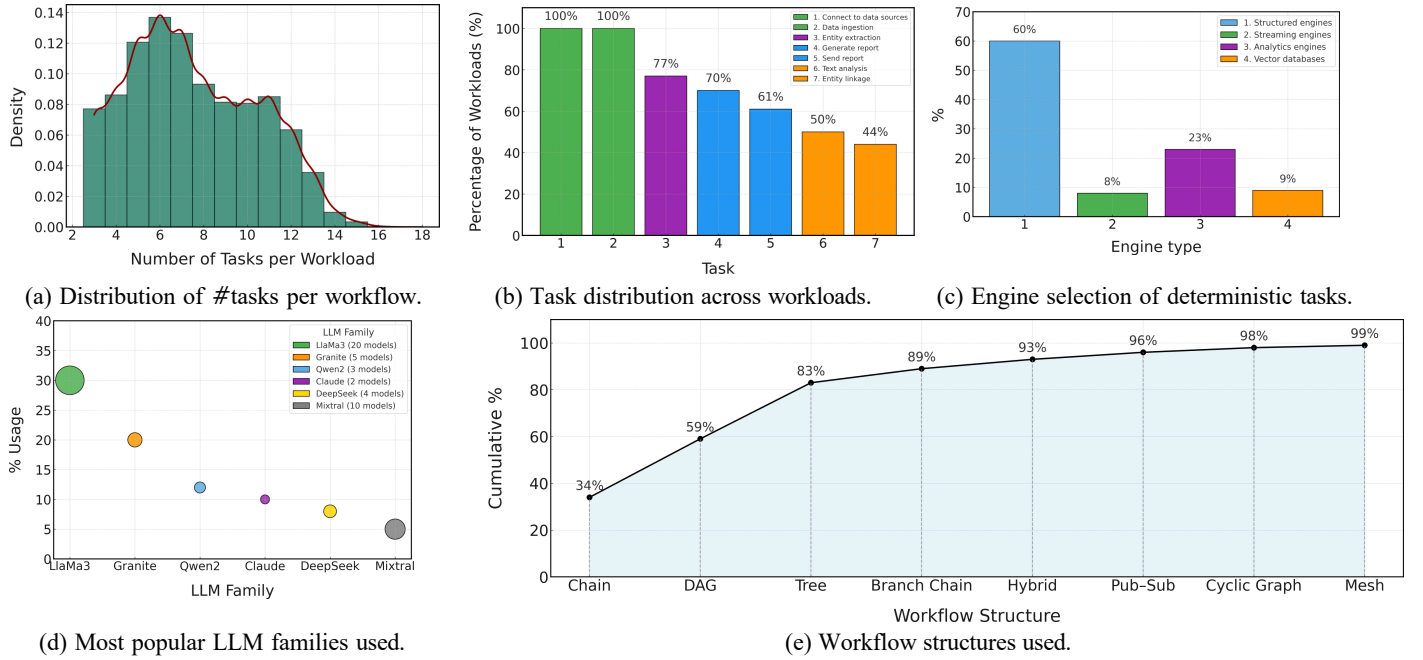 0.14
0.12
0.10
0.08
0.06
0.04
0.02
0.00
Density
2 4 6 8 10 12 14 16 18
Number of Tasks per Workload
(a) Distribution of #tasks per workflow.
100
80
60
40
20
0
Percentage of Workloads (%)
100% 100% 77% 70% 61% 50% 44%
1. Connect to data sources
2. Data ingestion
3. Entity extraction
4. Generate report
5. Send report
6. Text analysis
7. Entity linkage
1 2 3 4 5 6 7
Task
(b) Task distribution across workloads.
70
60
50
40
30
20
10
0
%
60% 8% 23% 9%
1. Structured engines
2. Streaming engines
3. Analytics engines
4. Vector databases
1 2 3 4
Engine type
(c) Engine selection of deterministic tasks.
40
35
30
25
20
15
10
5
0
% Usage
LLM Family
LlaMa3 (20 models)
Granite (5 models)
Qwen2 (3 models)
Claude (2 models)
DeepSeek (4 models)
Mixtral (10 models)
LlaMa3 Granite Qwen2 Claude DeepSeek Mixtral
LLM Family
(d) Most popular LLM families used.
100
80
60
40
20
0
Cumulative %
34% 59% 83% 89% 93% 96% 98% 99%
Chain DAG Tree Branch Chain Hybrid Pub–Sub Cyclic Graph Mesh
Workflow Structure
(e) Workflow structures used.